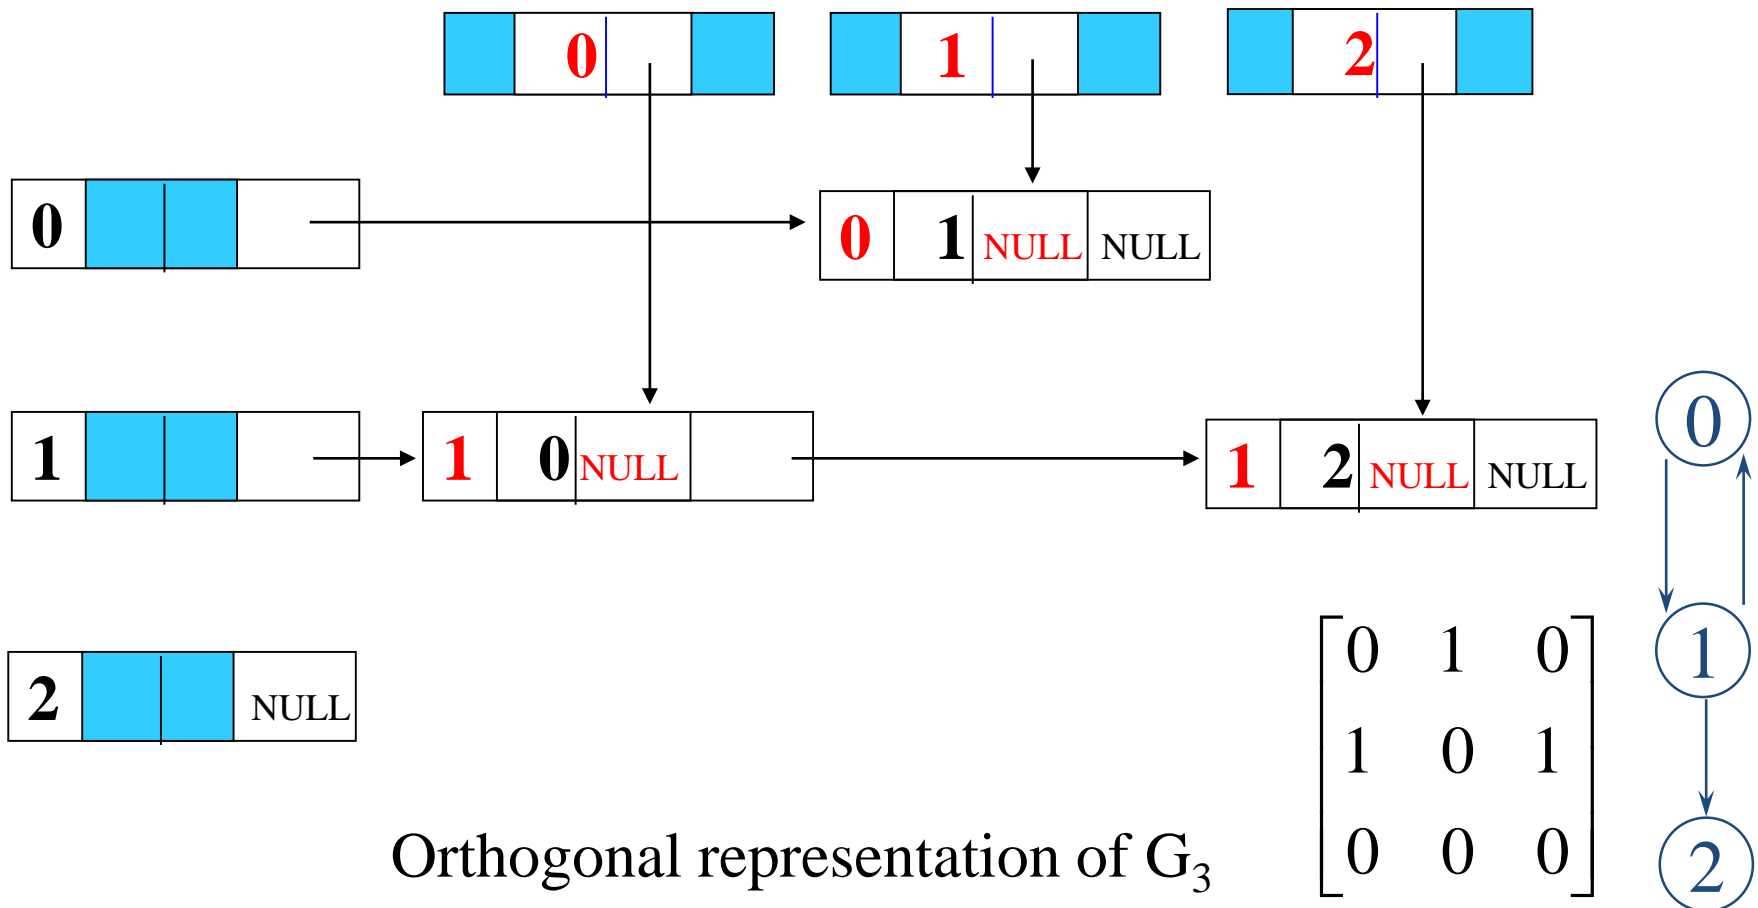 0 1 2
0
0 1 NULL NULL
1
1 0 NULL
1 2 NULL NULL
2 NULL
0 1 0
1 0 1
0 0 0
0
1
2
Orthogonal representation of G3